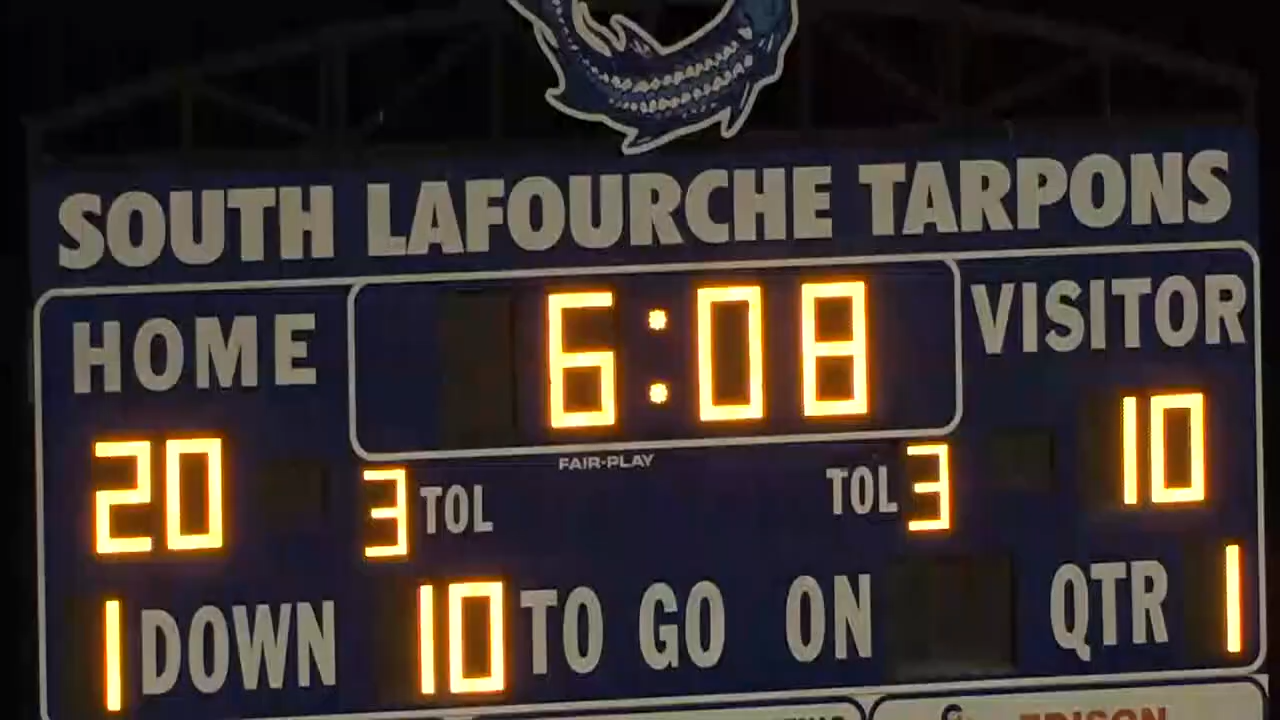 SOUTH LAFOURCHE TARPONS
HOME 6:08 VISITOR
20 3 TOL FAIR-PLAY TOL 3 10
1 DOWN 10 TO GO ON QTR 1
EDISON